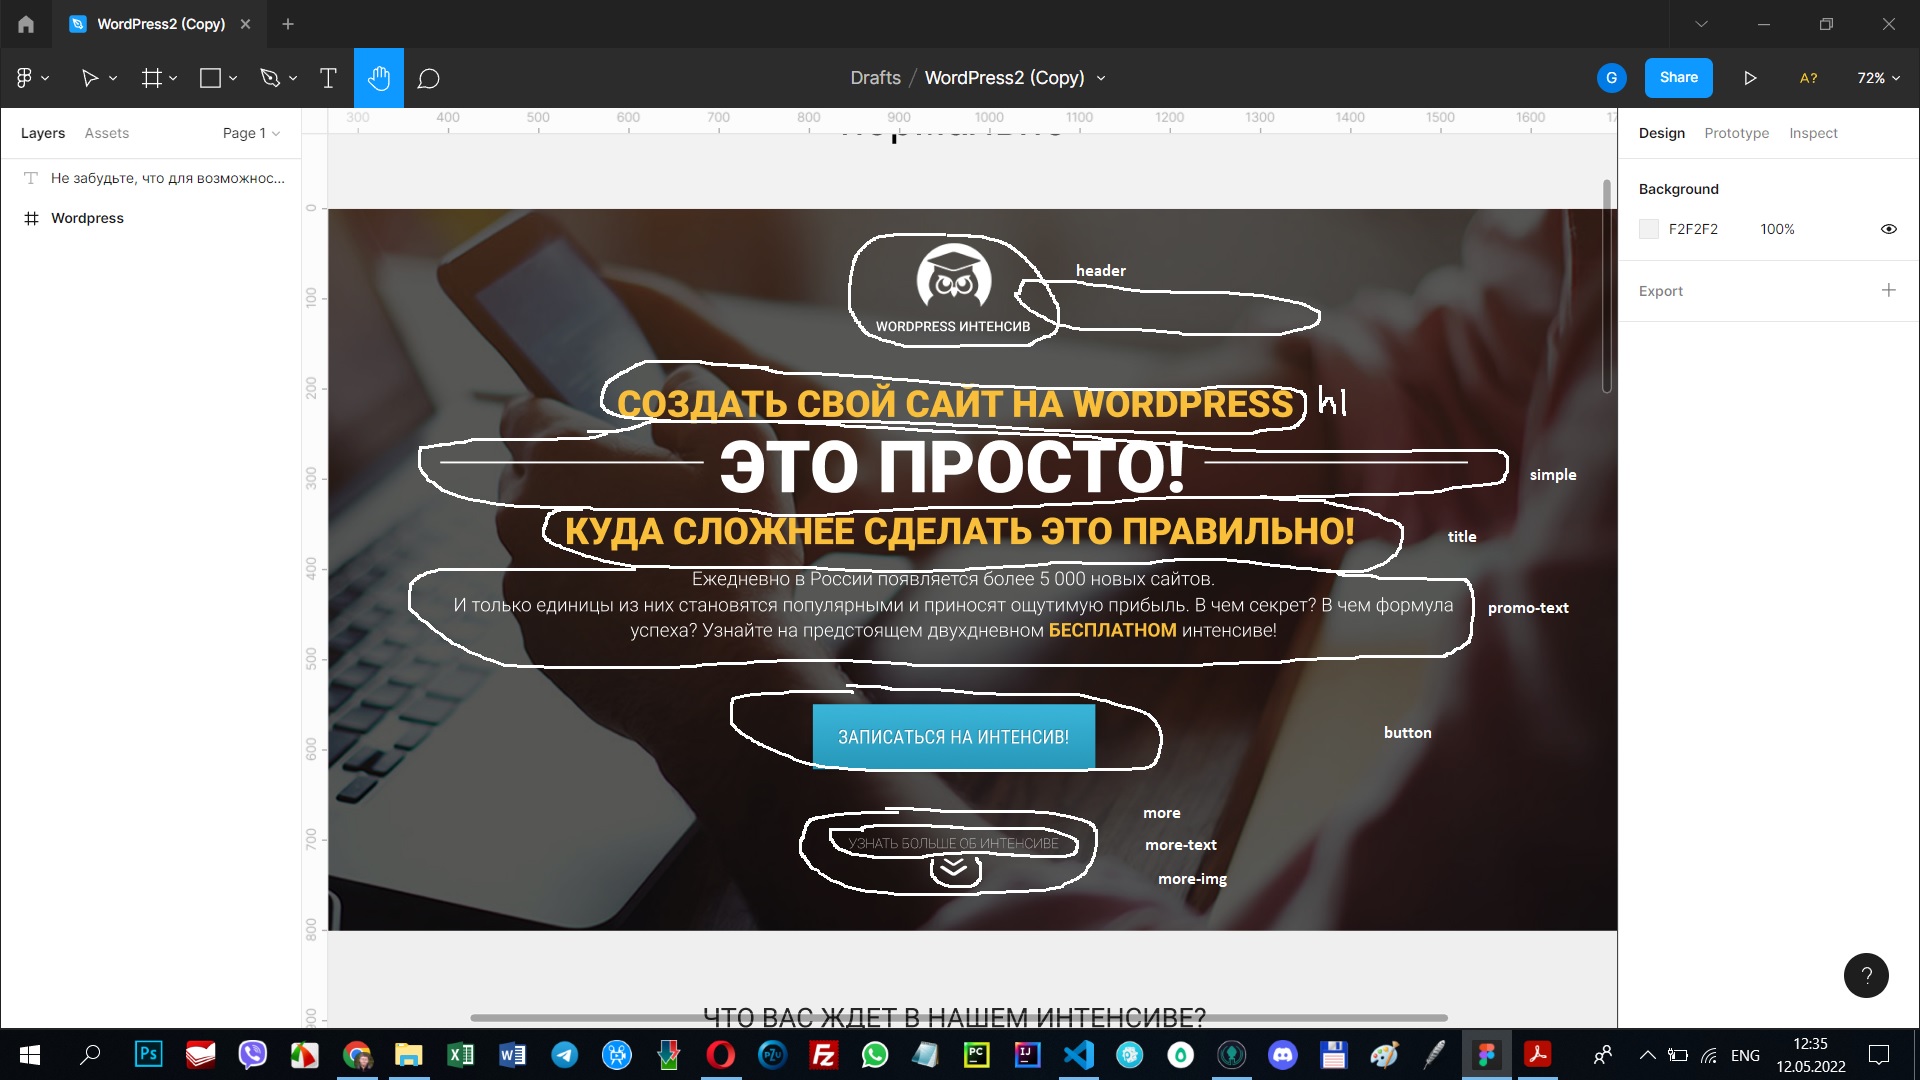 WordPress2 (Copy)
Drafts / WordPress2 (Copy)
G
Share
A?
72%
Layers
Assets
Page 1
300 400 500 600 700 800 900 1000 1100 1200 1300 1400 1500 1600
Design
Prototype
Inspect
Не забудьте, что для возможнос...
Wordpress
Background
F2F2F2
100%
Export
0
100
200
300
400
500
600
700
800
900
header
WORDPRESS ИНТЕНСИВ
СОЗДАТЬ СВОЙ САЙТ НА WORDPRESS
h1
ЭТО ПРОСТО!
simple
КУДА СЛОЖНЕЕ СДЕЛАТЬ ЭТО ПРАВИЛЬНО!
title
Ежедневно в России появляется более 5 000 новых сайтов.
И только единицы из них становятся популярными и приносят ощутимую прибыль. В чем секрет? В чем формула
promo-text
успеха? Узнайте на предстоящем двухдневном БЕСПЛАТНОМ интенсиве!
ЗАПИСАТЬСЯ НА ИНТЕНСИВ!
button
more
УЗНАТЬ БОЛЬШЕ ОБ ИНТЕНСИВЕ
more-text
more-img
?
ЧТО ВАС ЖДЕТ В НАШЕМ ИНТЕНСИВЕ?
Ps
PZU
Fz
PC
IJ
ENG
12:35
12.05.2022